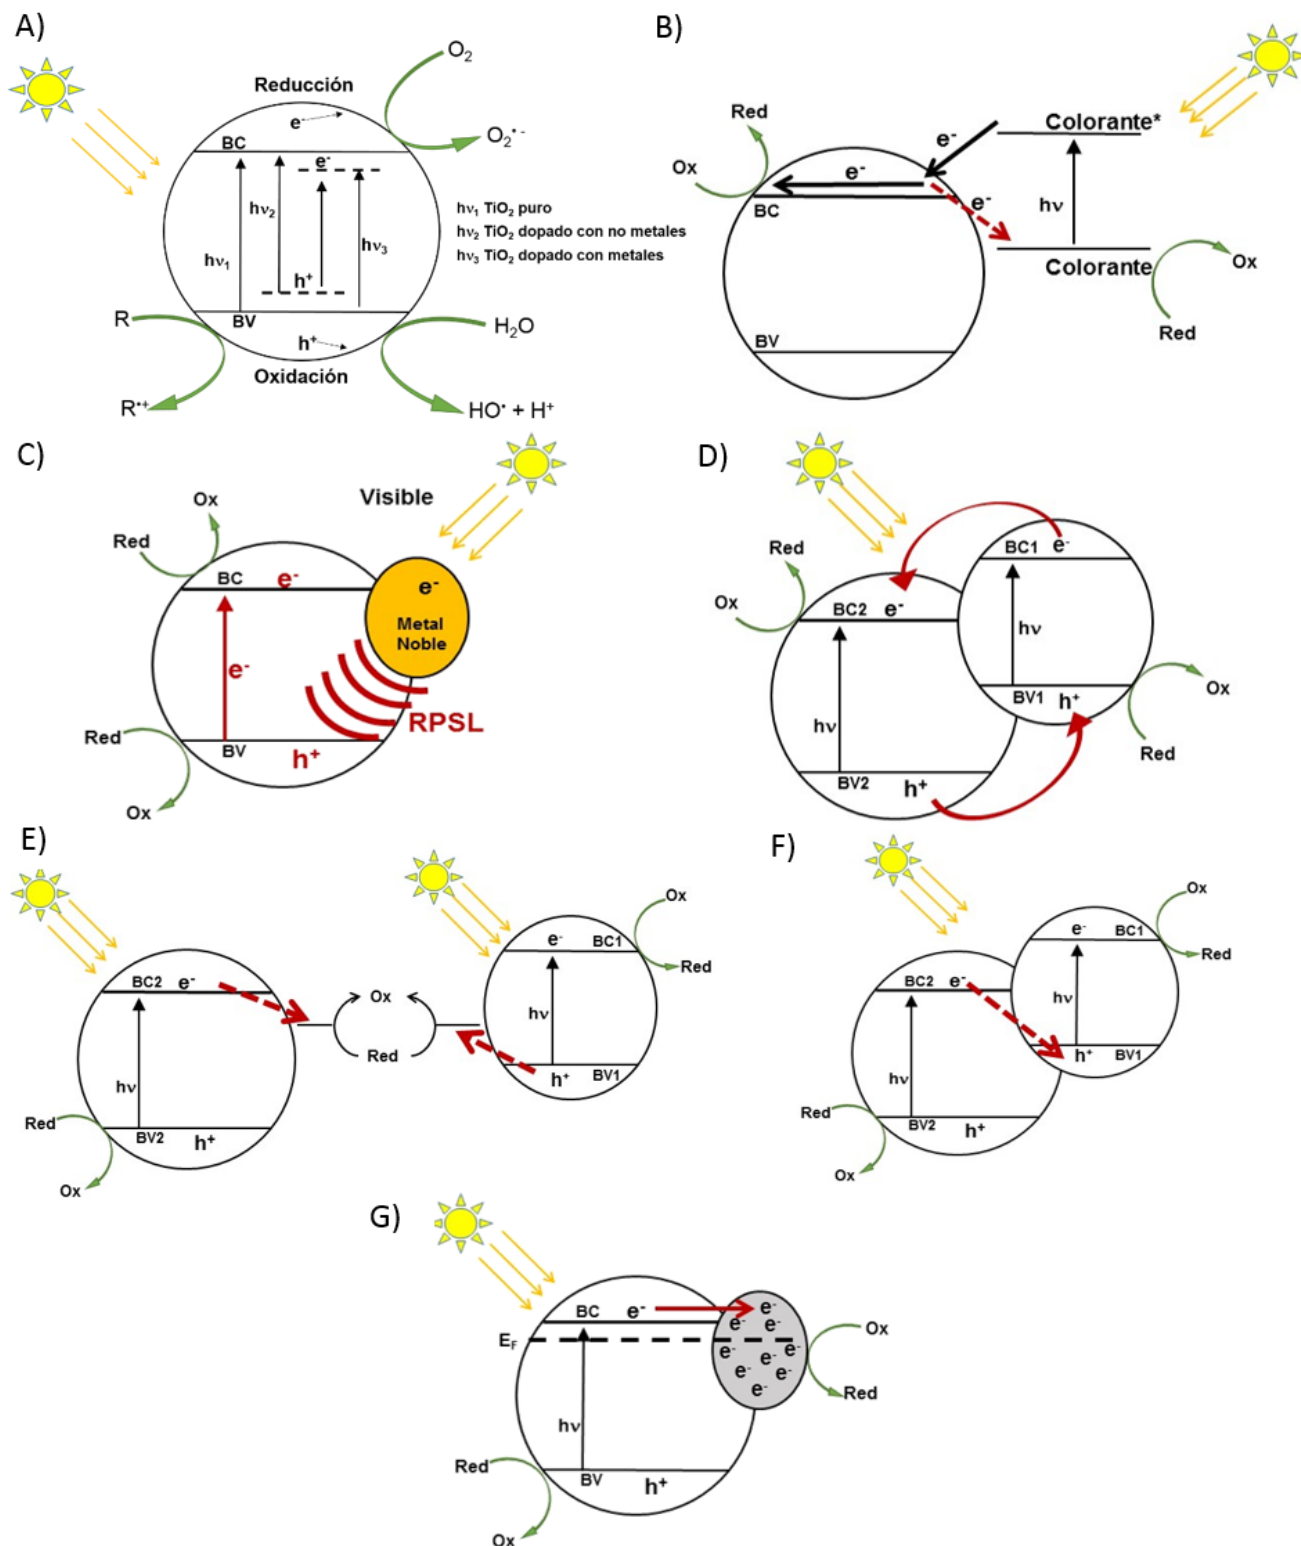 A)
O2
Reducción
e-
O2•-
BC
e-
hν2
hν3
hν1
h+
hν1 TiO2 puro
hν2 TiO2 dopado con no metales
hν3 TiO2 dopado con metales
R
BV
H2O
h+
Oxidación
R•+
HO• + H+
B)
Red
Colorante*
e-
Ox
e-
BC
e-
hν
Colorante
Ox
BV
Red
C)
Visible
Ox
Red
BC
e-
e-
Metal
Noble
e-
RPSL
Red
BV
h+
Ox
D)
BC1
e-
Red
Ox
BC2
e-
hν
BV1
h+
Ox
hν
Red
BV2
h+
E)
Ox
e-
BC1
Red
BC2
e-
Ox
hν
Red
h+
BV1
hν
Red
BV2
h+
Ox
F)
Ox
e-
BC1
Red
BC2
e-
hν
h+
BV1
hν
Red
BV2
h+
Ox
G)
BC
e-
e-
e-
e-
EF
e-
e-
e-
e-
e-
e-
Ox
Red
hν
Red
BV
h+
Ox